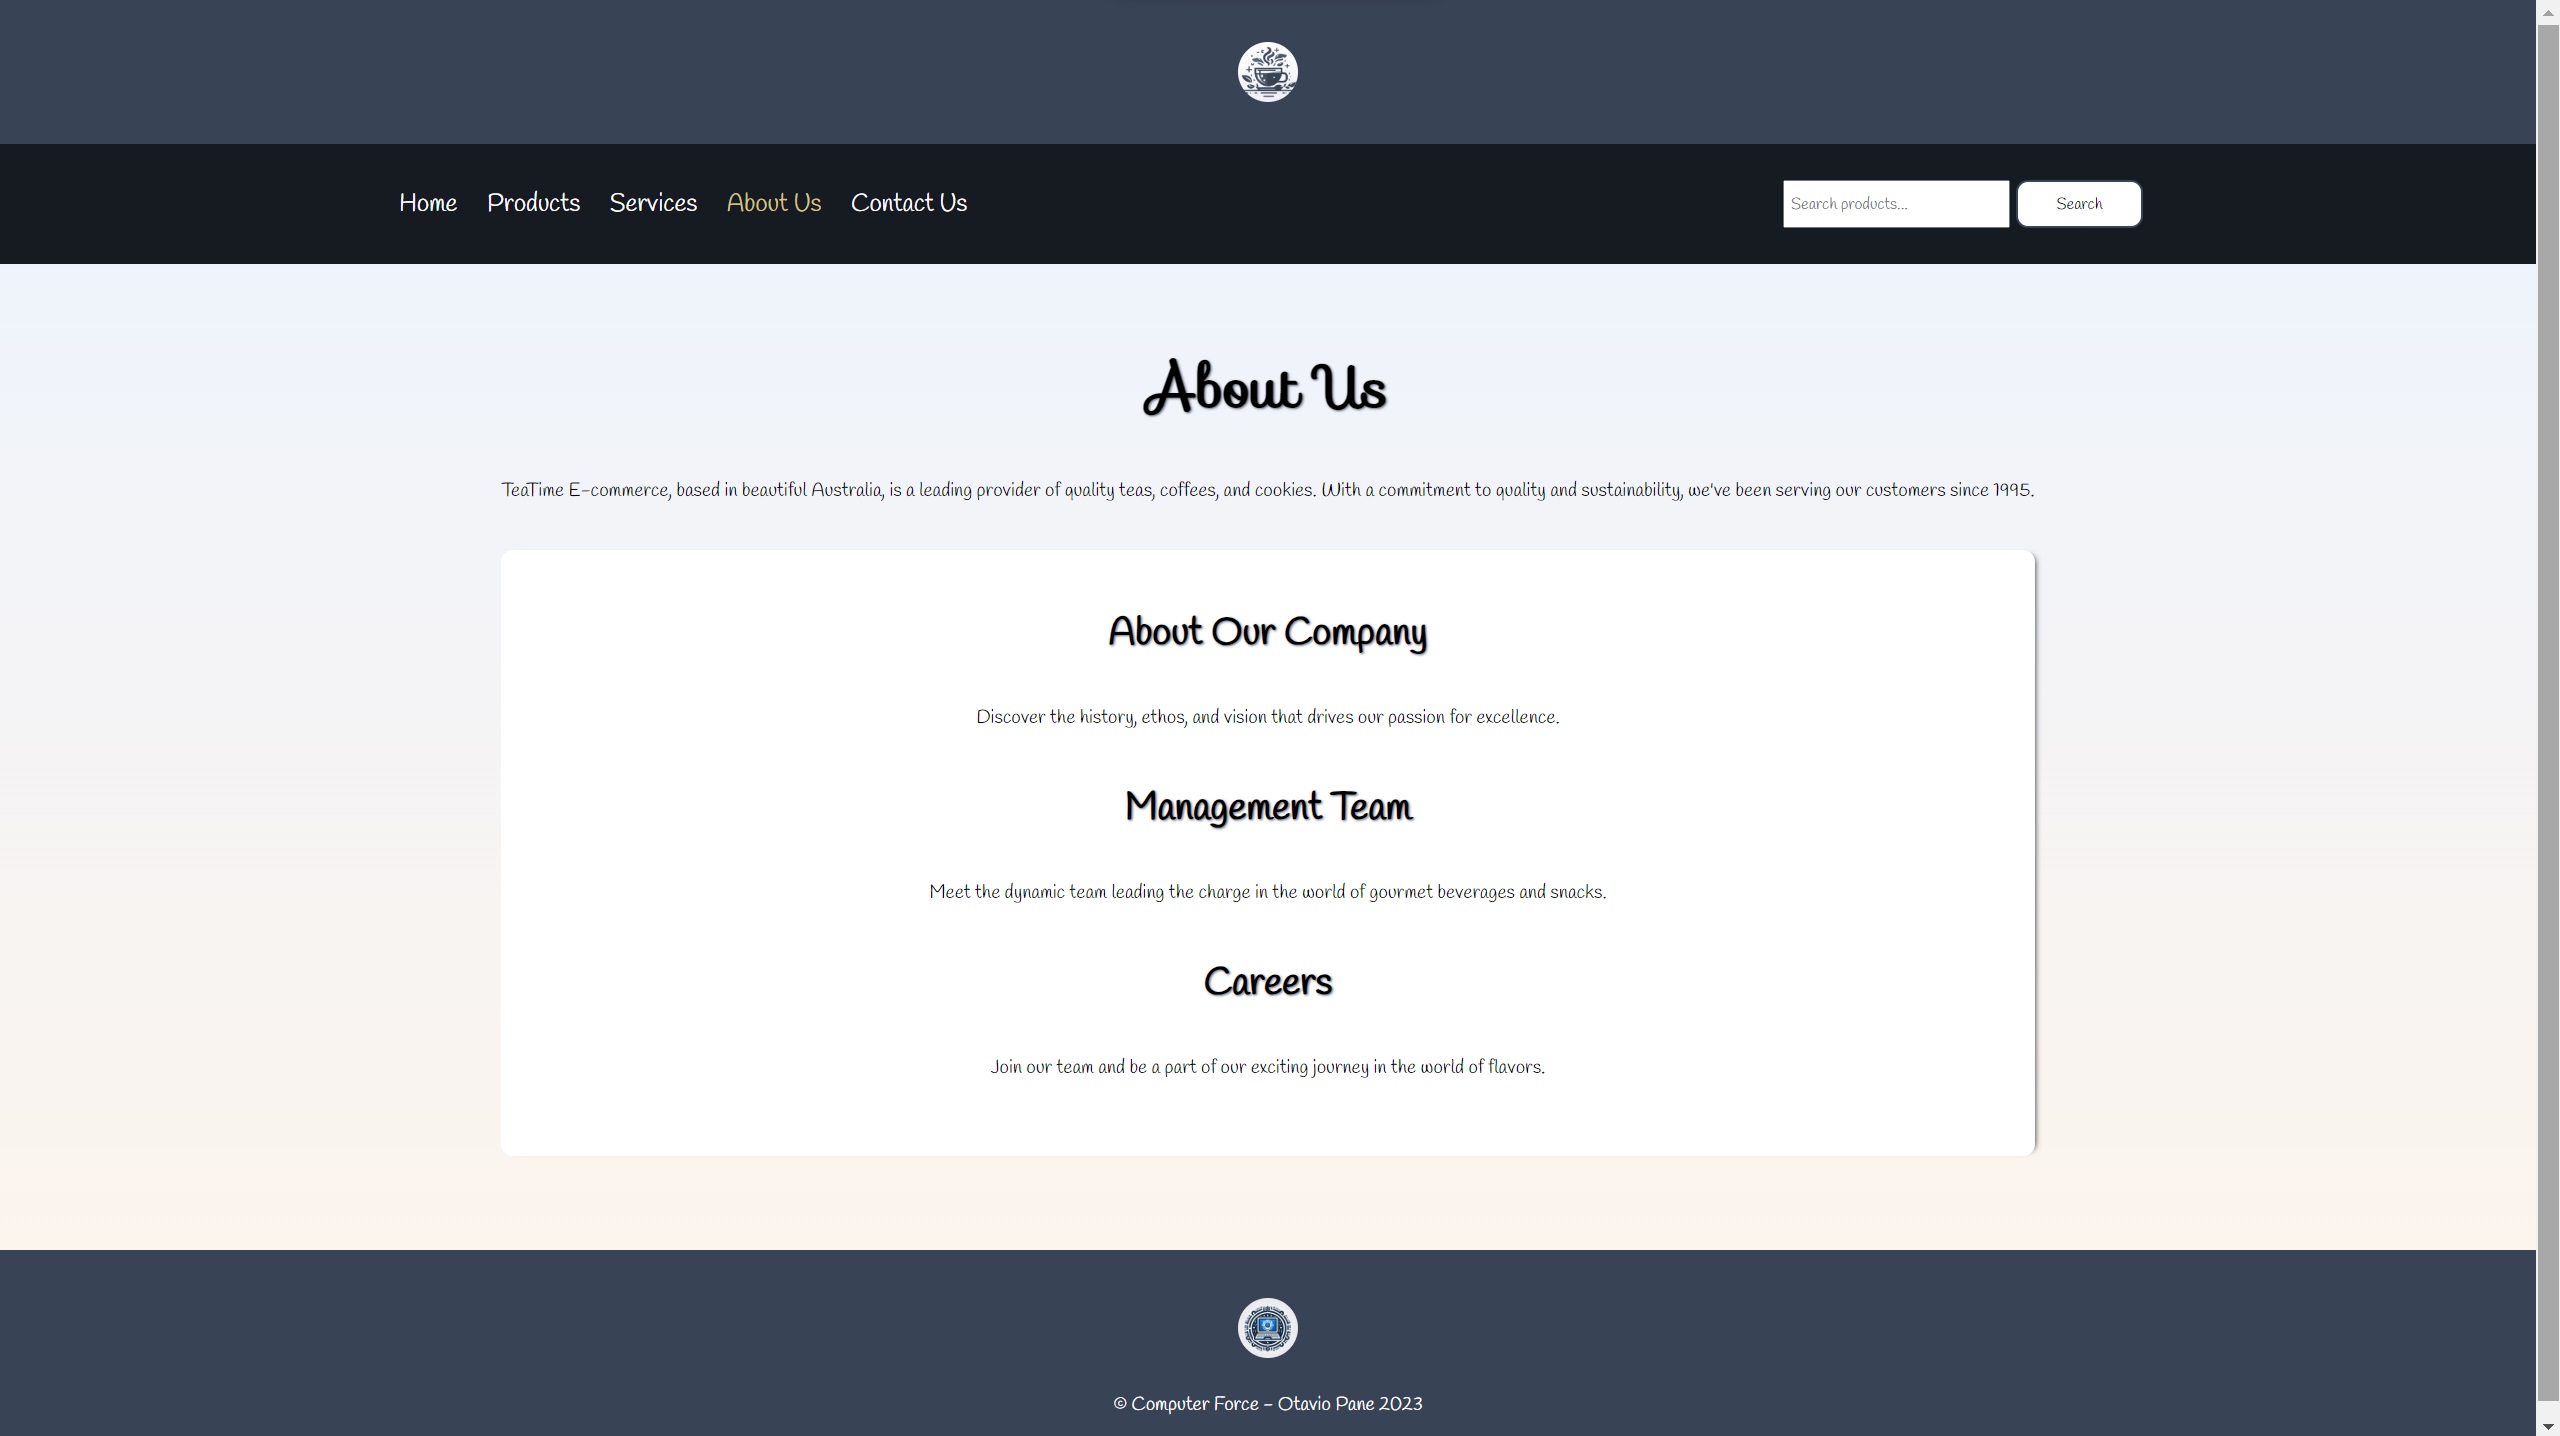 Home Products Services About Us Contact Us
Search products... Search
About Us
TeaTime E-commerce, based in beautiful Australia, is a leading provider of quality teas, coffees, and cookies. With a commitment to quality and sustainability, we've been serving our customers since 1995.
About Our Company
Discover the history, ethos, and vision that drives our passion for excellence.
Management Team
Meet the dynamic team leading the charge in the world of gourmet beverages and snacks.
Careers
Join our team and be a part of our exciting journey in the world of flavors.
© Computer Force - Otavio Pane 2023